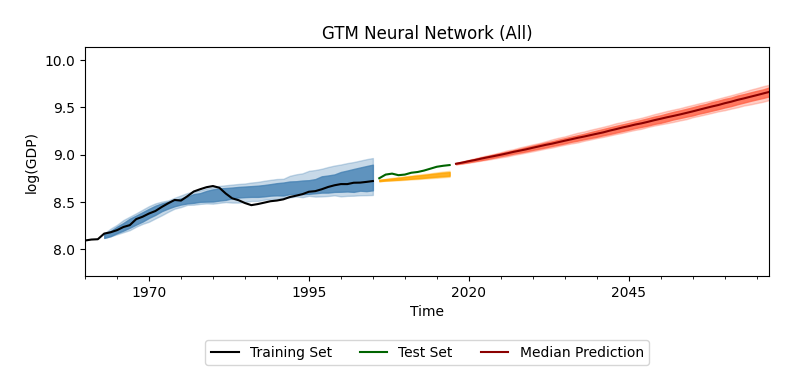 GTM Neural Network (All)
10.0
9.5
9.0
8.5
8.0
log(GDP)
1970 1995 2020 2045
Time
Training Set Test Set Median Prediction